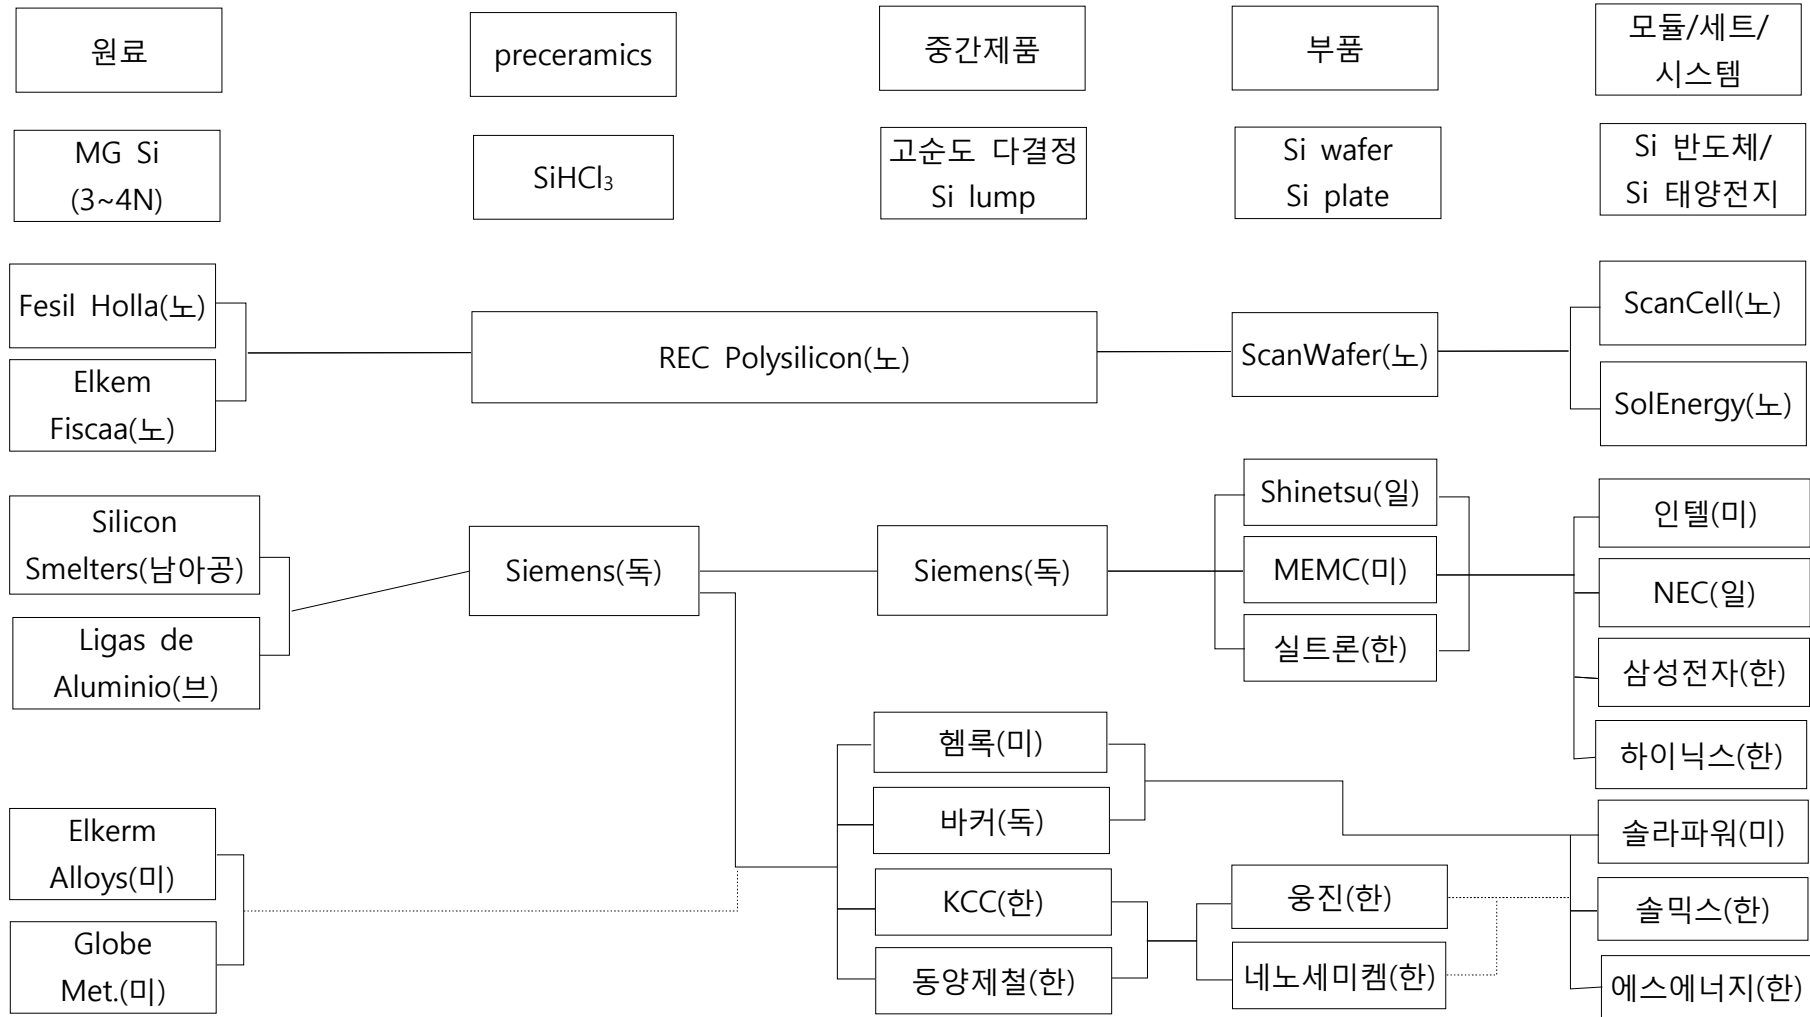 원료
preceramics
중간제품
부품
모듈/세트/
시스템
MG Si
(3~4N)
SiHCl₃
고순도 다결정
Si lump
Si wafer
Si plate
Si 반도체/
Si 태양전지
Fesil Holla(노)
Elkem
Fiscaa(노)
REC Polysilicon(노)
ScanWafer(노)
ScanCell(노)
SolEnergy(노)
Silicon
Smelters(남아공)
Ligas de
Aluminio(브)
Siemens(독)
Siemens(독)
Shinetsu(일)
MEMC(미)
실트론(한)
인텔(미)
NEC(일)
삼성전자(한)
하이닉스(한)
Elkerm
Alloys(미)
Globe
Met.(미)
헴록(미)
바커(독)
KCC(한)
동양제철(한)
웅진(한)
네노세미켐(한)
솔라파워(미)
솔믹스(한)
에스에너지(한)